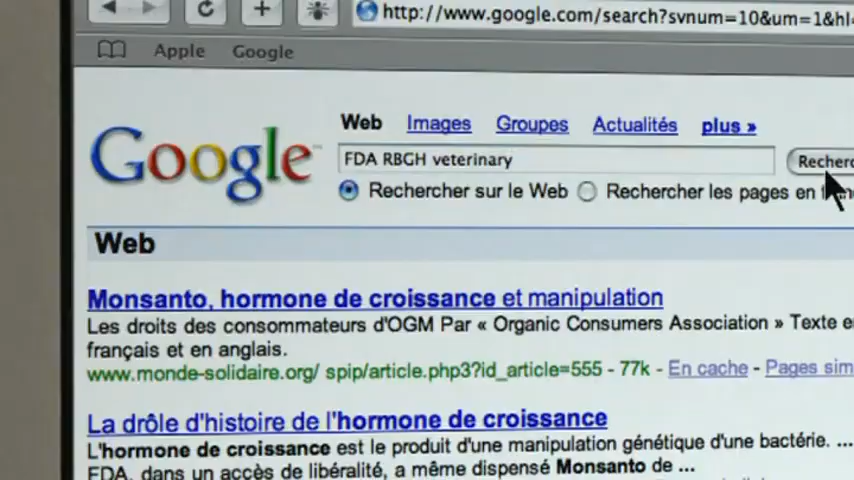 http://www.google.com/search?svnum=10&um=1&hl=
Apple Google
Google™
Web Images Groupes Actualités plus »
FDA RBGH veterinary
Rechercher sur le Web Rechercher les pages en
Web
Monsanto, hormone de croissance et manipulation
Les droits des consommateurs d'OGM Par « Organic Consumers Association » Texte
français et en anglais.
www.monde-solidaire.org/ spip/article.php3?id_article=555 - 77k - En cache - Pages
La drôle d'histoire de l'hormone de croissance
L'hormone de croissance est le produit d'une manipulation génétique d'une bactérie. ...
FDA, dans un accès de libéralité, a même dispensé Monsanto de ...